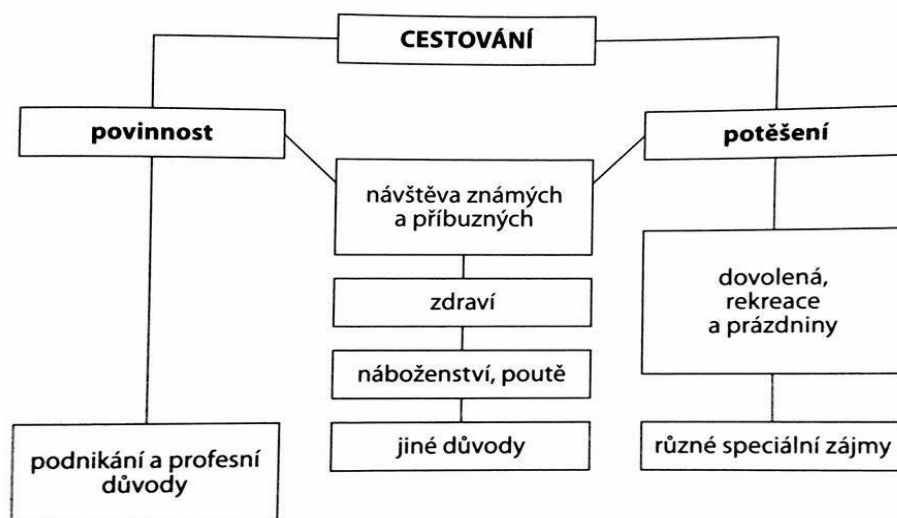 CESTOVÁNÍ
povinnost
potěšení
návštěva známých
a příbuzných
zdraví
náboženství, poutě
jiné důvody
dovolená,
rekreace
a prázdniny
různé speciální zájmy
podnikání a profesní
důvody